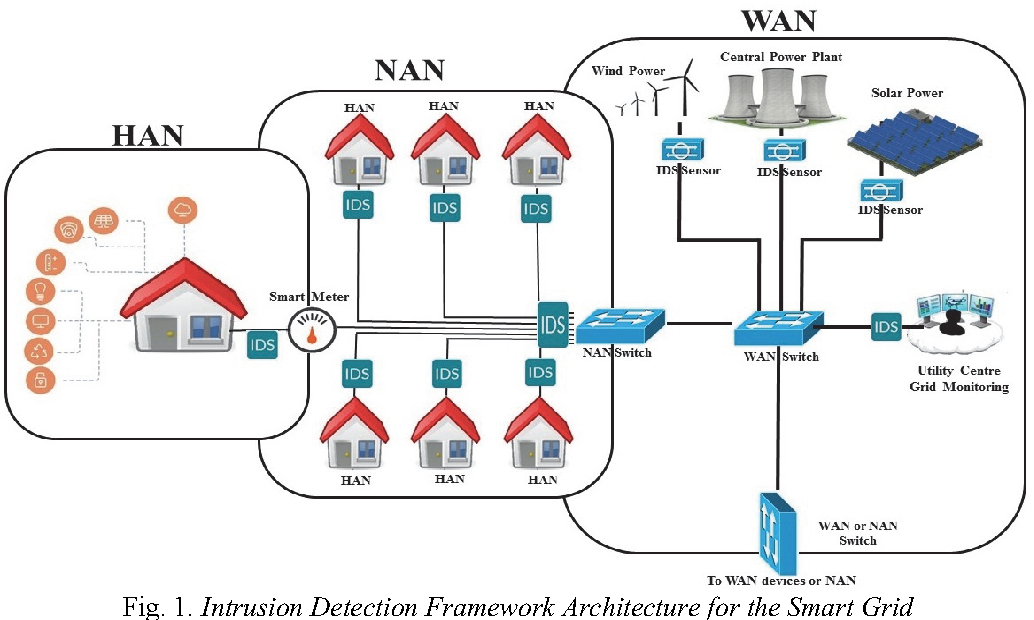 WAN
NAN
HAN
Wind Power
Central Power Plant
Solar Power
IDS Sensor
IDS Sensor
IDS Sensor
HAN
HAN
HAN
IDS
IDS
IDS
Smart Meter
IDS
IDS
NAN Switch
WAN Switch
IDS
Utility Centre
Grid Monitoring
IDS
IDS
IDS
HAN
HAN
HAN
WAN or NAN
Switch
To WAN devices or NAN
Fig. 1. Intrusion Detection Framework Architecture for the Smart Grid